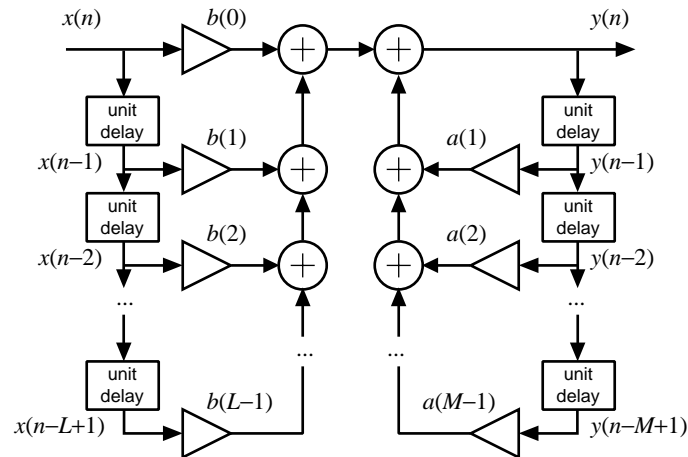 x(n) b(0) y(n)
+ +
unit delay unit delay
x(n−1) b(1) a(1) y(n−1)
+ +
unit delay unit delay
x(n−2) b(2) a(2) y(n−2)
+ +
... ... ... ...
unit delay unit delay
x(n−L+1) b(L−1) a(M−1) y(n−M+1)